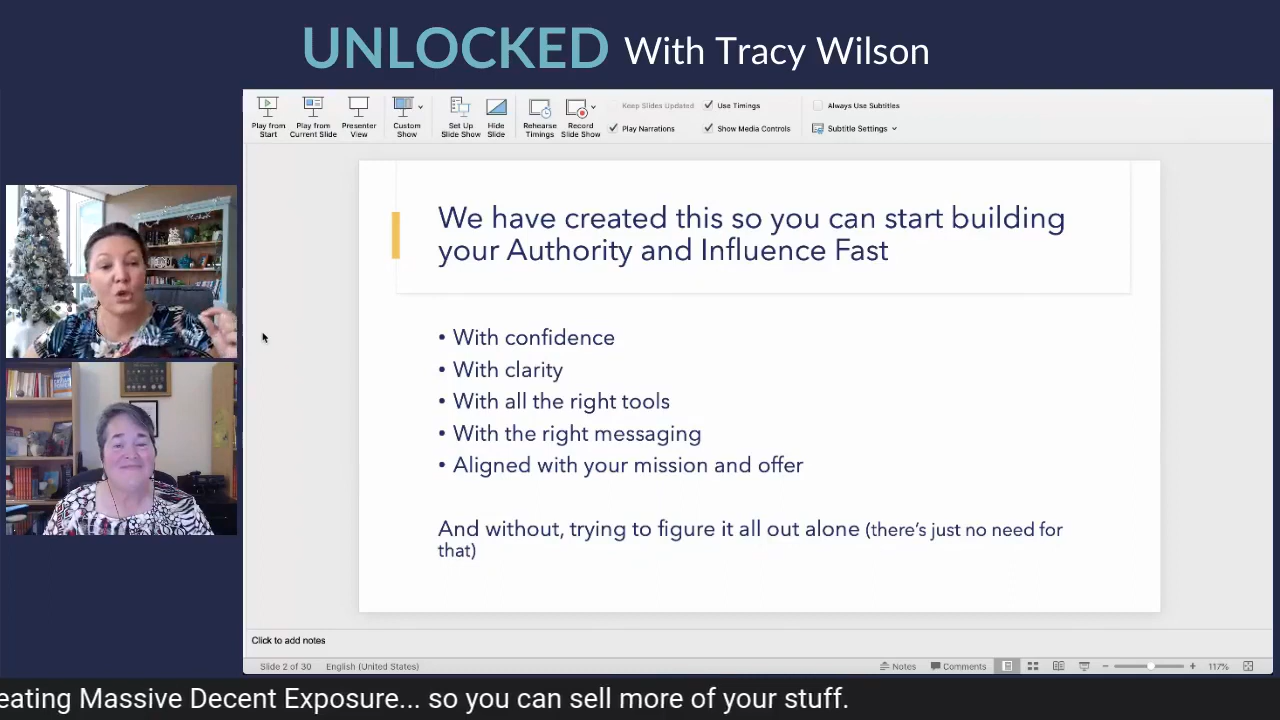 UNLOCKED With Tracy Wilson
Play from Start
Play from Current Slide
Presenter View
Custom Show
Set Up Slide Show
Hide Slide
Rehearse Timings
Record Slide Show
Keep Slides Updated
Use Timings
Play Narrations
Show Media Controls
Always Use Subtitles
Subtitle Settings
We have created this so you can start building
your Authority and Influence Fast
• With confidence
• With clarity
• With all the right tools
• With the right messaging
• Aligned with your mission and offer
And without, trying to figure it all out alone (there's just no need for
that)
Click to add notes
Slide 2 of 30 English (United States) Notes Comments 117%
eating Massive Decent Exposure... so you can sell more of your stuff.